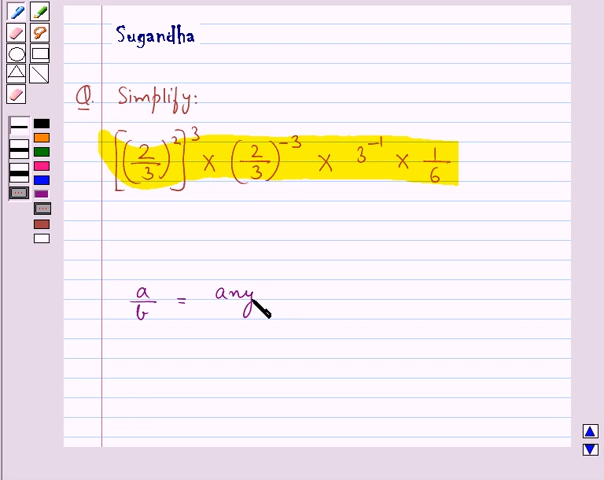 Sugandha
Q. Simplify:
[(2/3)^2]^3 × (2/3)^-3 × 3^-1 × 1/6
a/b = any